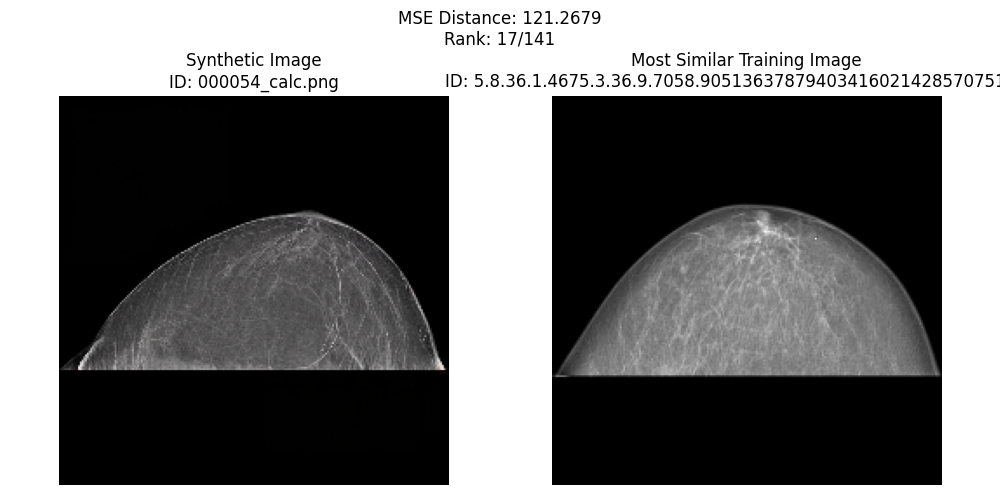 MSE Distance: 121.2679
Rank: 17/141
Synthetic Image
ID: 000054_calc.png
Most Similar Training Image
ID: 5.8.36.1.4675.3.36.9.7058.90513637879403416021428570751